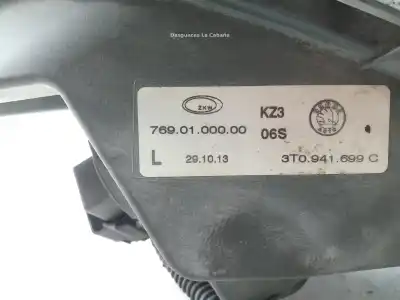 Desguaces La Cabaña
ZKW
KZ3
769.01.000.00
06S
L
29.10.13
3T0.941.699 C